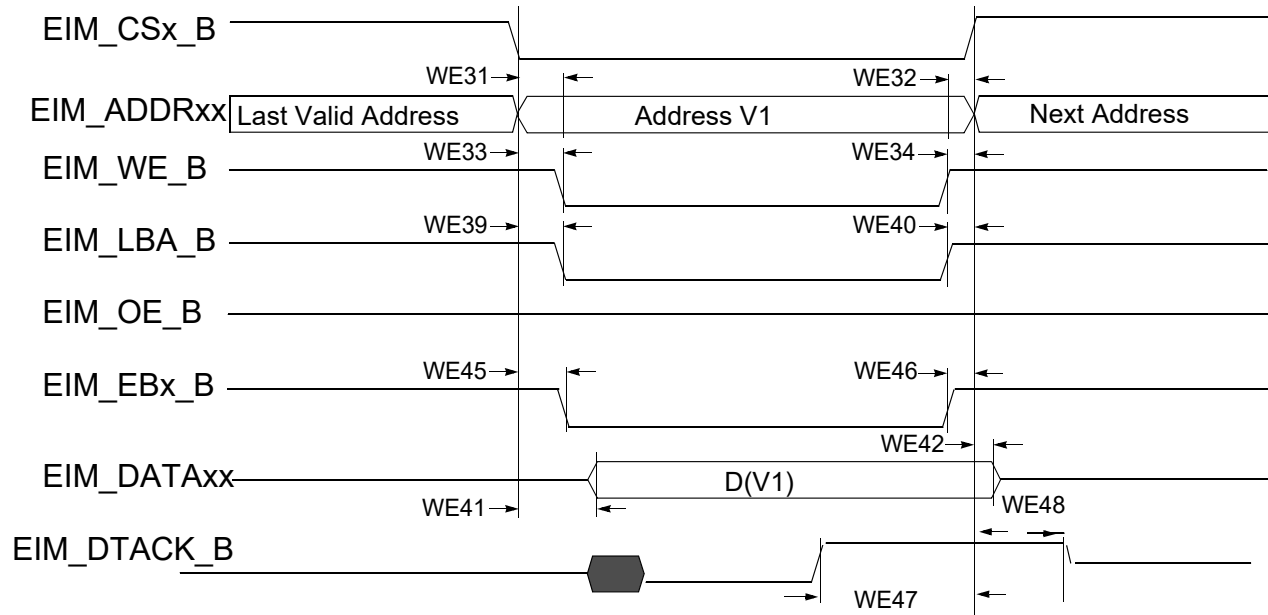 EIM_CSx_B
WE31
WE32
EIM_ADDRxx
Last Valid Address
Address V1
Next Address
WE33
WE34
EIM_WE_B
WE39
WE40
EIM_LBA_B
EIM_OE_B
WE45
WE46
EIM_EBx_B
WE42
EIM_DATAxx
D(V1)
WE41
WE48
EIM_DTACK_B
WE47